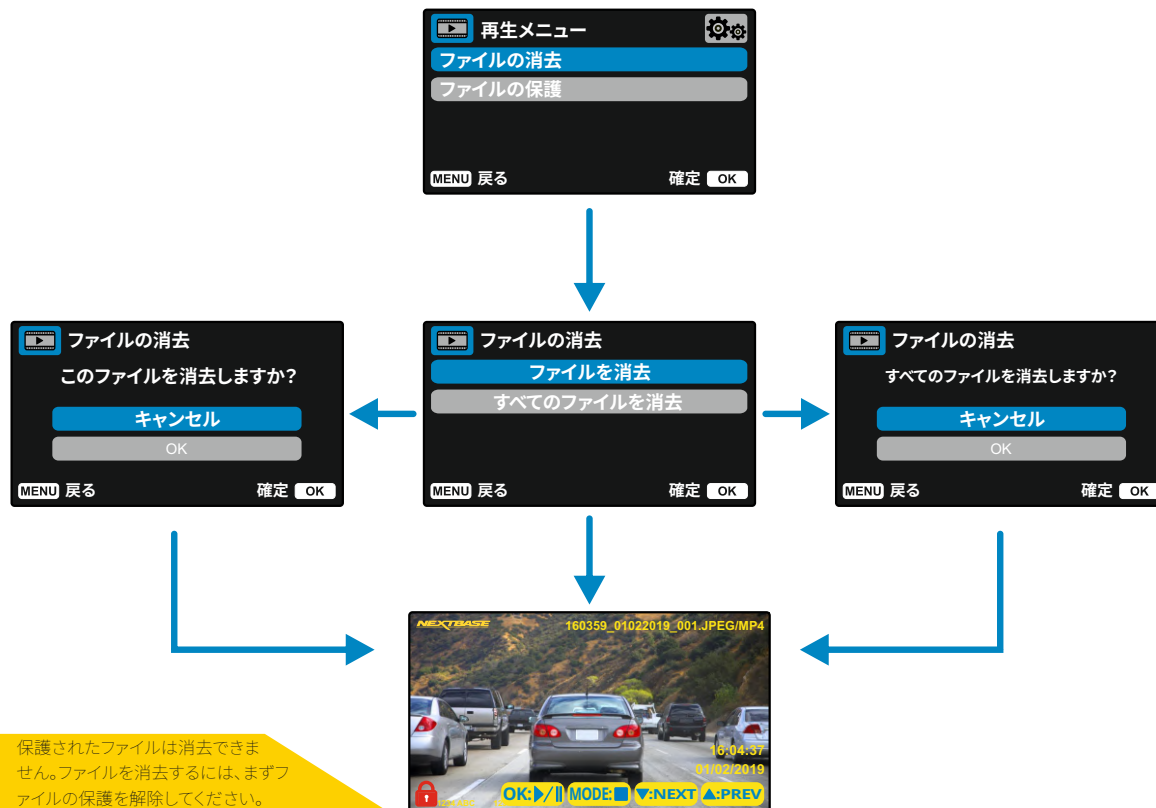 再生メニュー
ファイルの消去
ファイルの保護
MENU 戻る 確定 OK
ファイルの消去
このファイルを消去しますか?
キャンセル
OK
MENU 戻る 確定 OK
ファイルの消去
ファイルを消去
すべてのファイルを消去
MENU 戻る 確定 OK
ファイルの消去
すべてのファイルを消去しますか?
キャンセル
OK
MENU 戻る 確定 OK
NEXTBASE 160359_01022019_001.JPEG/MP4
16:04:37
01/02/2019
OK:▶/|| MODE:■ ▼:NEXT ▲:PREV
保護されたファイルは消去できま
せん。ファイルを消去するには、まずフ
ァイルの保護を解除してください。